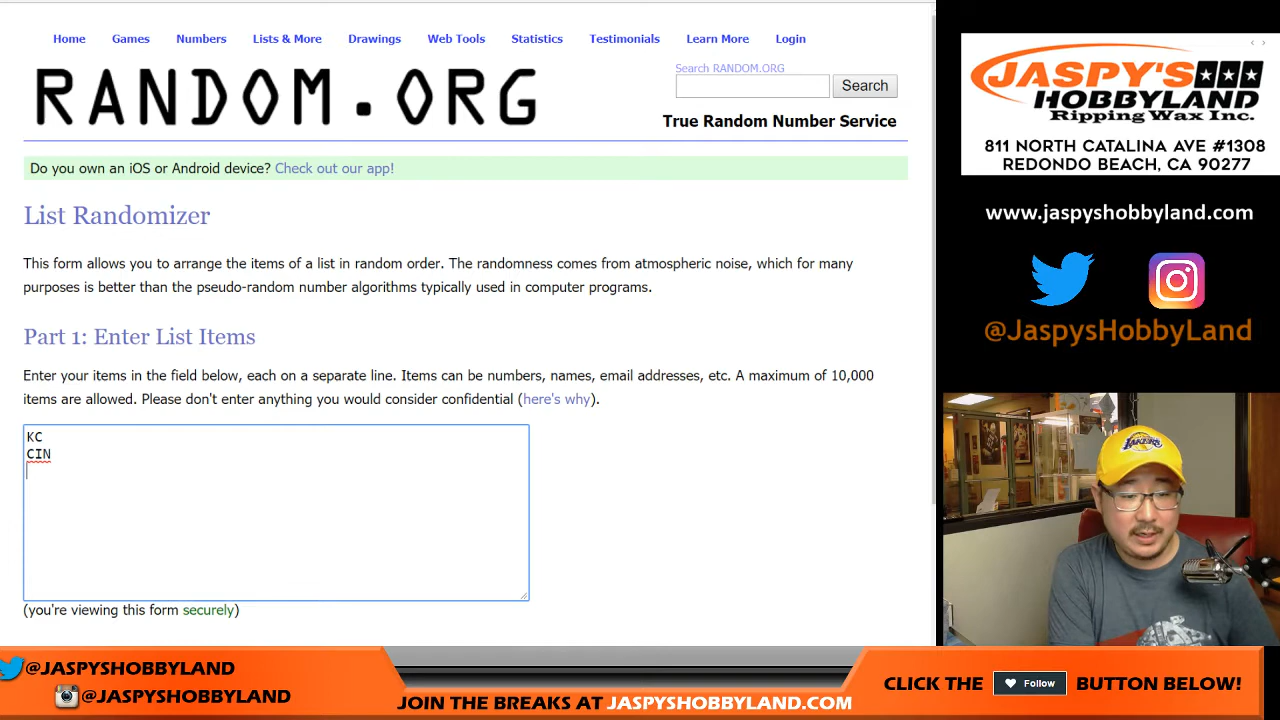 Home Games Numbers Lists & More Drawings Web Tools Statistics Testimonials Learn More Login
RANDOM.ORG
Search RANDOM.ORG
Search
True Random Number Service
Do you own an iOS or Android device? Check out our app!
List Randomizer
This form allows you to arrange the items of a list in random order. The randomness comes from atmospheric noise, which for many
purposes is better than the pseudo-random number algorithms typically used in computer programs.
Part 1: Enter List Items
Enter your items in the field below, each on a separate line. Items can be numbers, names, email addresses, etc. A maximum of 10,000
items are allowed. Please don't enter anything you would consider confidential (here's why).
KC
CIN
(you're viewing this form securely)
JASPY'S
HOBBYLAND
Ripping Wax Inc.
811 NORTH CATALINA AVE #1308
REDONDO BEACH, CA 90277
www.jaspyshobbyland.com
@JaspysHobbyLand
LAKERS
@JASPYSHOBBYLAND
@JASPYSHOBBYLAND
JOIN THE BREAKS AT JASPYSHOBBYLAND.COM
CLICK THE Follow BUTTON BELOW!